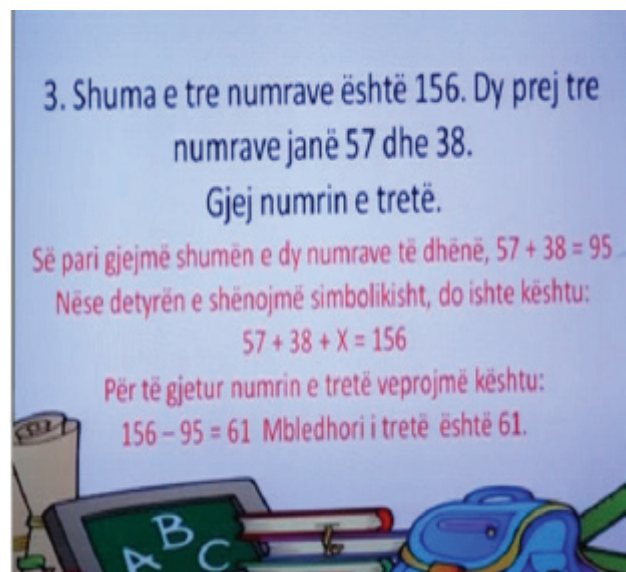 3. Shuma e tre numrave është 156. Dy prej tre
numrave janë 57 dhe 38.
Gjej numrin e tretë.
Së pari gjejmë shumën e dy numrave të dhënë, 57 + 38 = 95
Nëse detyrën e shënojmë simbolikisht, do ishte kështu:
57 + 38 + X = 156
Për të gjetur numrin e tretë veprojmë kështu:
156 – 95 = 61 Mbledhori i tretë është 61.
A B C